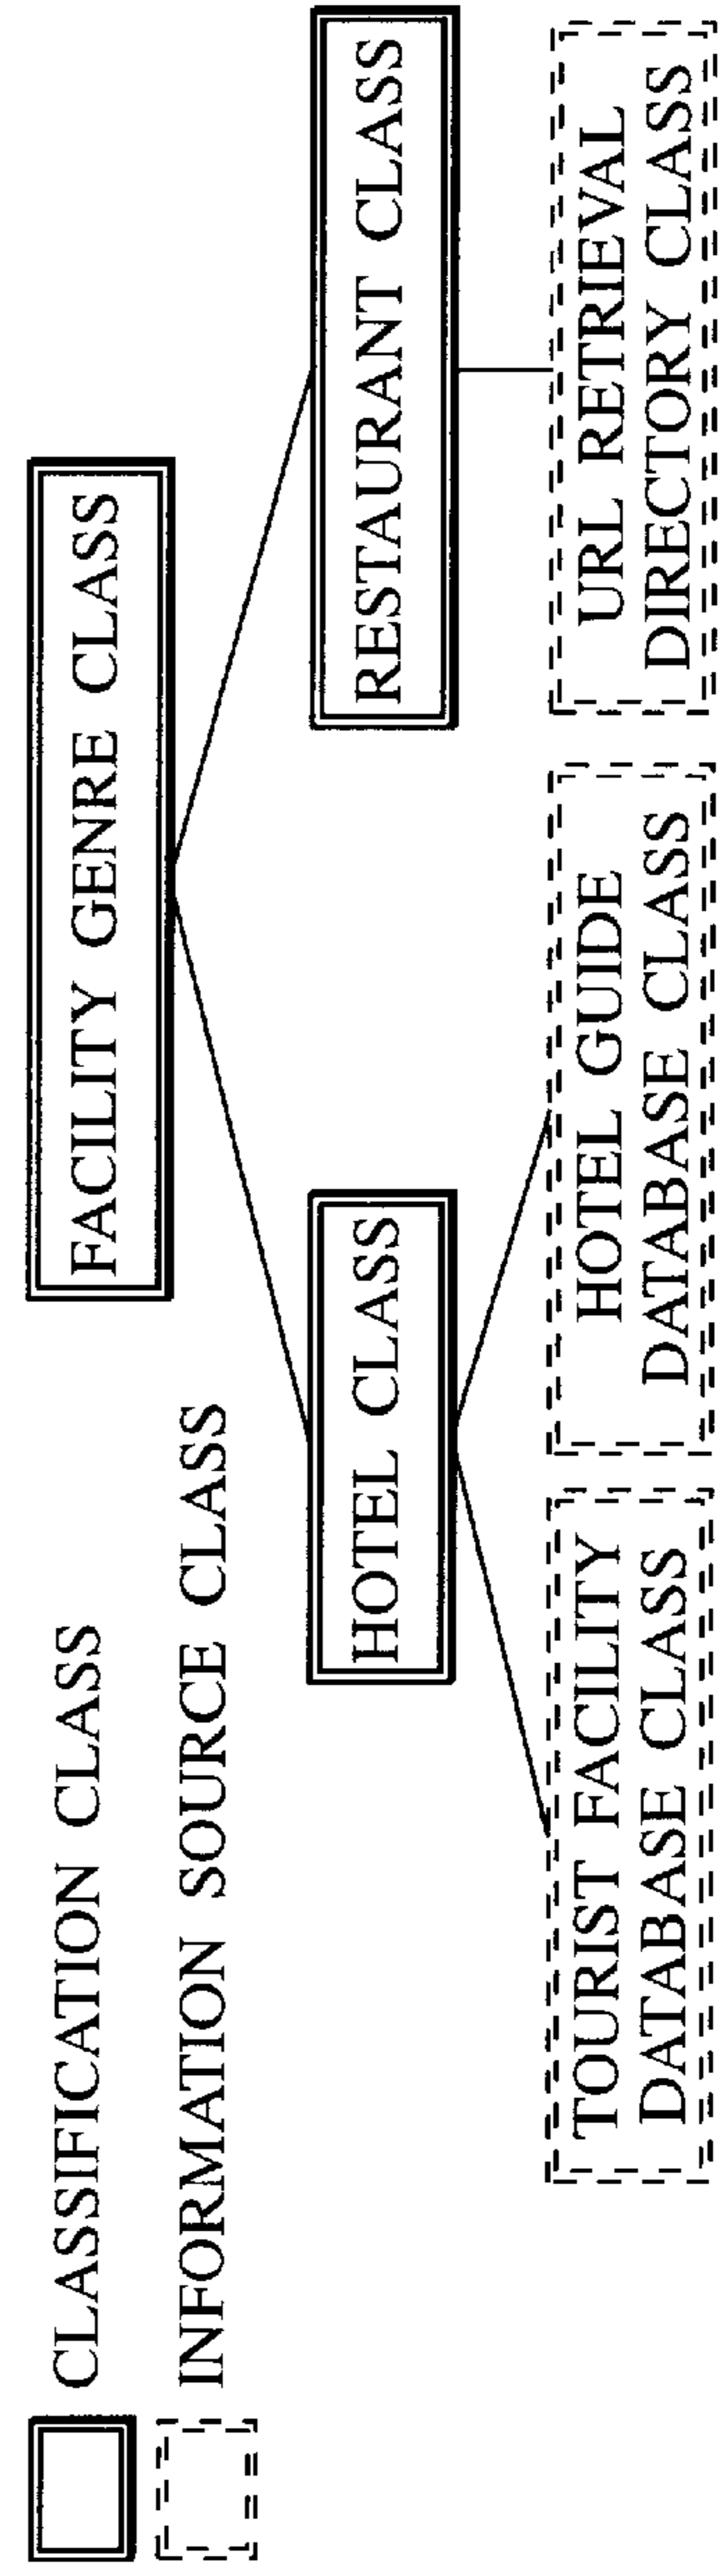 CLASSIFICATION CLASS
INFORMATION SOURCE CLASS
FACILITY GENRE CLASS
HOTEL CLASS
RESTAURANT CLASS
TOURIST FACILITY
DATABASE CLASS
HOTEL GUIDE
DATABASE CLASS
URL RETRIEVAL
DIRECTORY CLASS